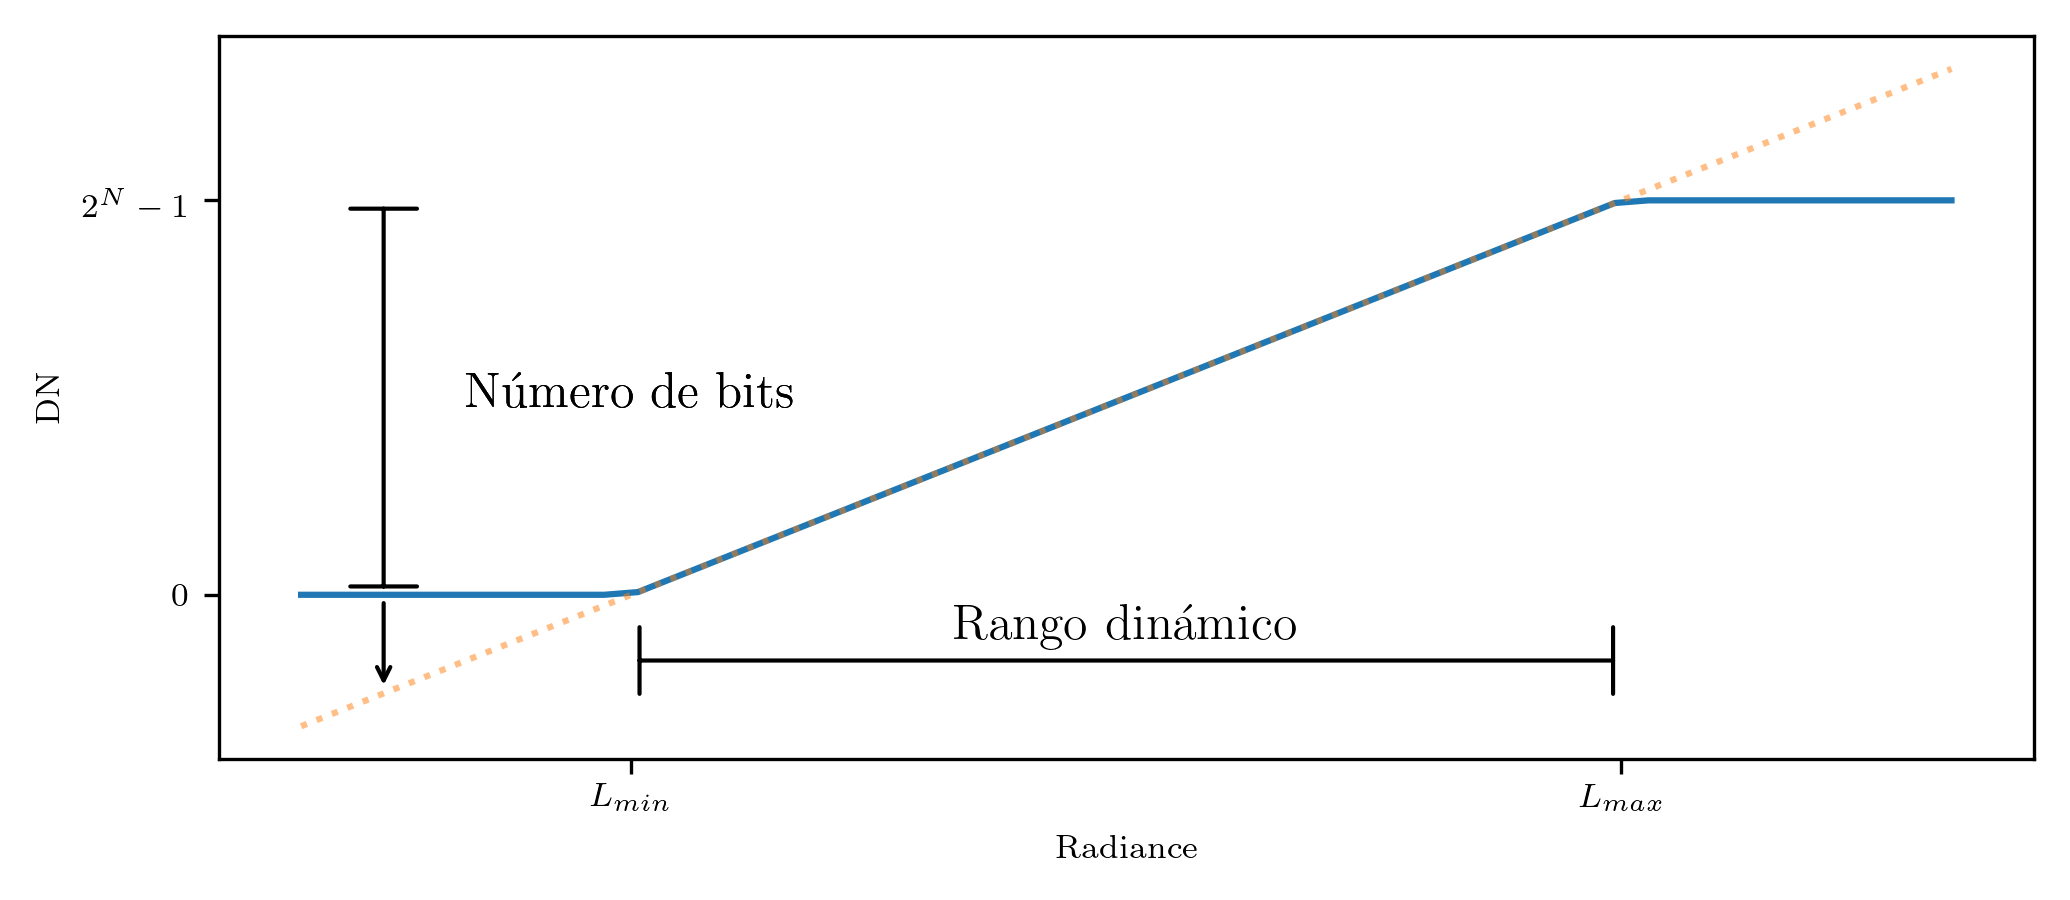 2^N − 1
DN
Número de bits
0
Rango dinámico
L_min
L_max
Radiance